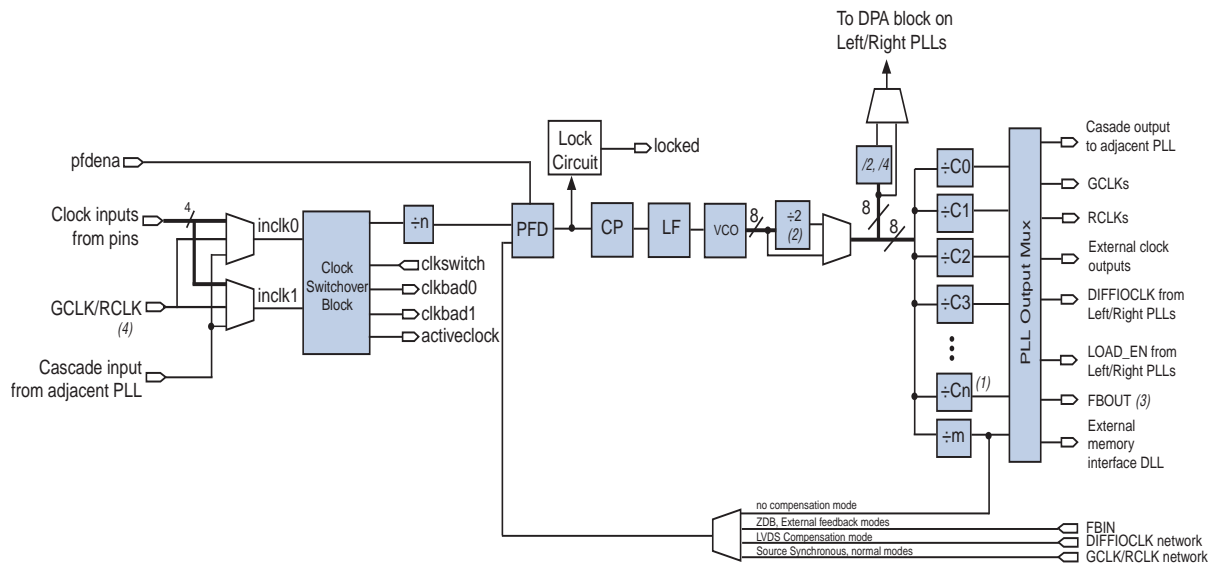 To DPA block on
Left/Right PLLs
Lock
Circuit
locked
pfdena
/2, /4
Casade output
to adjacent PLL
÷C0
GCLKs
4
Clock inputs
from pins
inclk0
÷n
PFD
CP
LF
VCO
8
÷2
(2)
8
8
÷C1
RCLKs
÷C2
External clock
outputs
Clock
Switchover
Block
clkswitch
clkbad0
clkbad1
activeclock
inclk1
GCLK/RCLK
(4)
÷C3
DIFFIOCLK from
Left/Right PLLs
PLL Output Mux
LOAD_EN from
Left/Right PLLs
Cascade input
from adjacent PLL
÷Cn
(1)
FBOUT (3)
÷m
External
memory
interface DLL
no compensation mode
ZDB, External feedback modes
FBIN
LVDS Compensation mode
DIFFIOCLK network
Source Synchronous, normal modes
GCLK/RCLK network